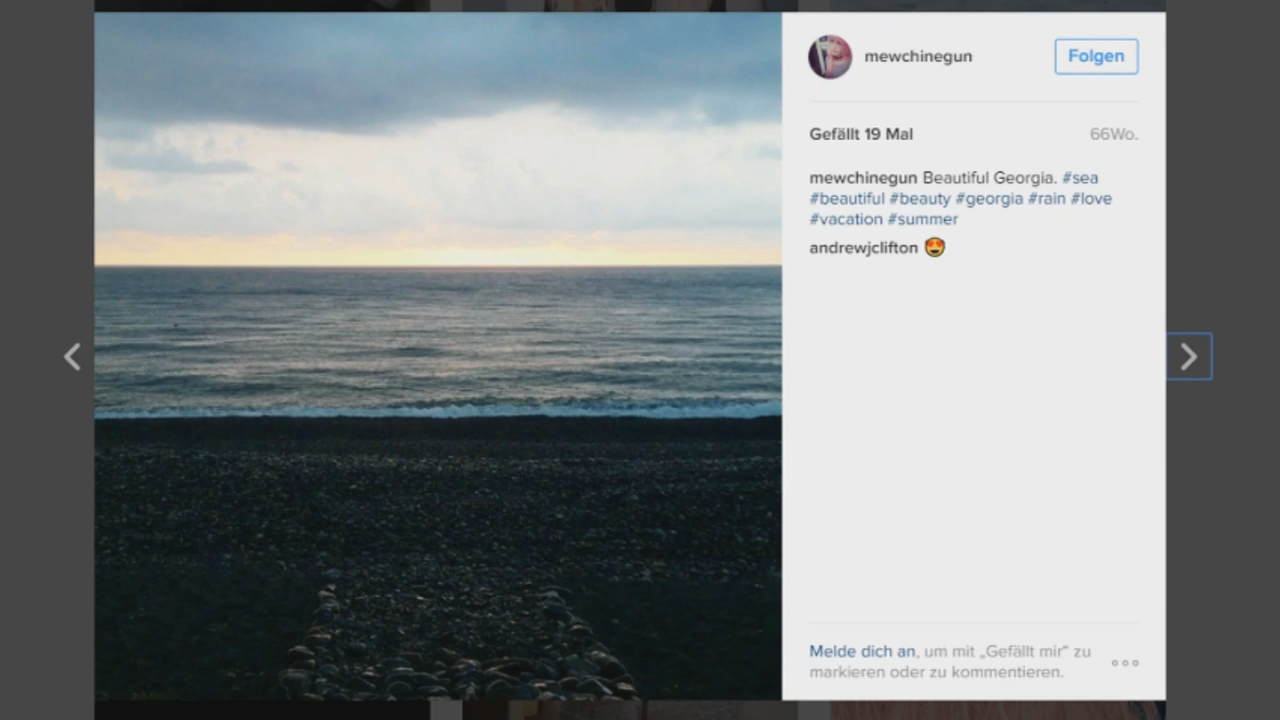 mewchinegun
Folgen
Gefällt 19 Mal
66Wo.
mewchinegun Beautiful Georgia. #sea
#beautiful #beauty #georgia #rain #love
#vacation #summer
andrewjclifton 😍
Melde dich an, um mit „Gefällt mir“ zu
markieren oder zu kommentieren.